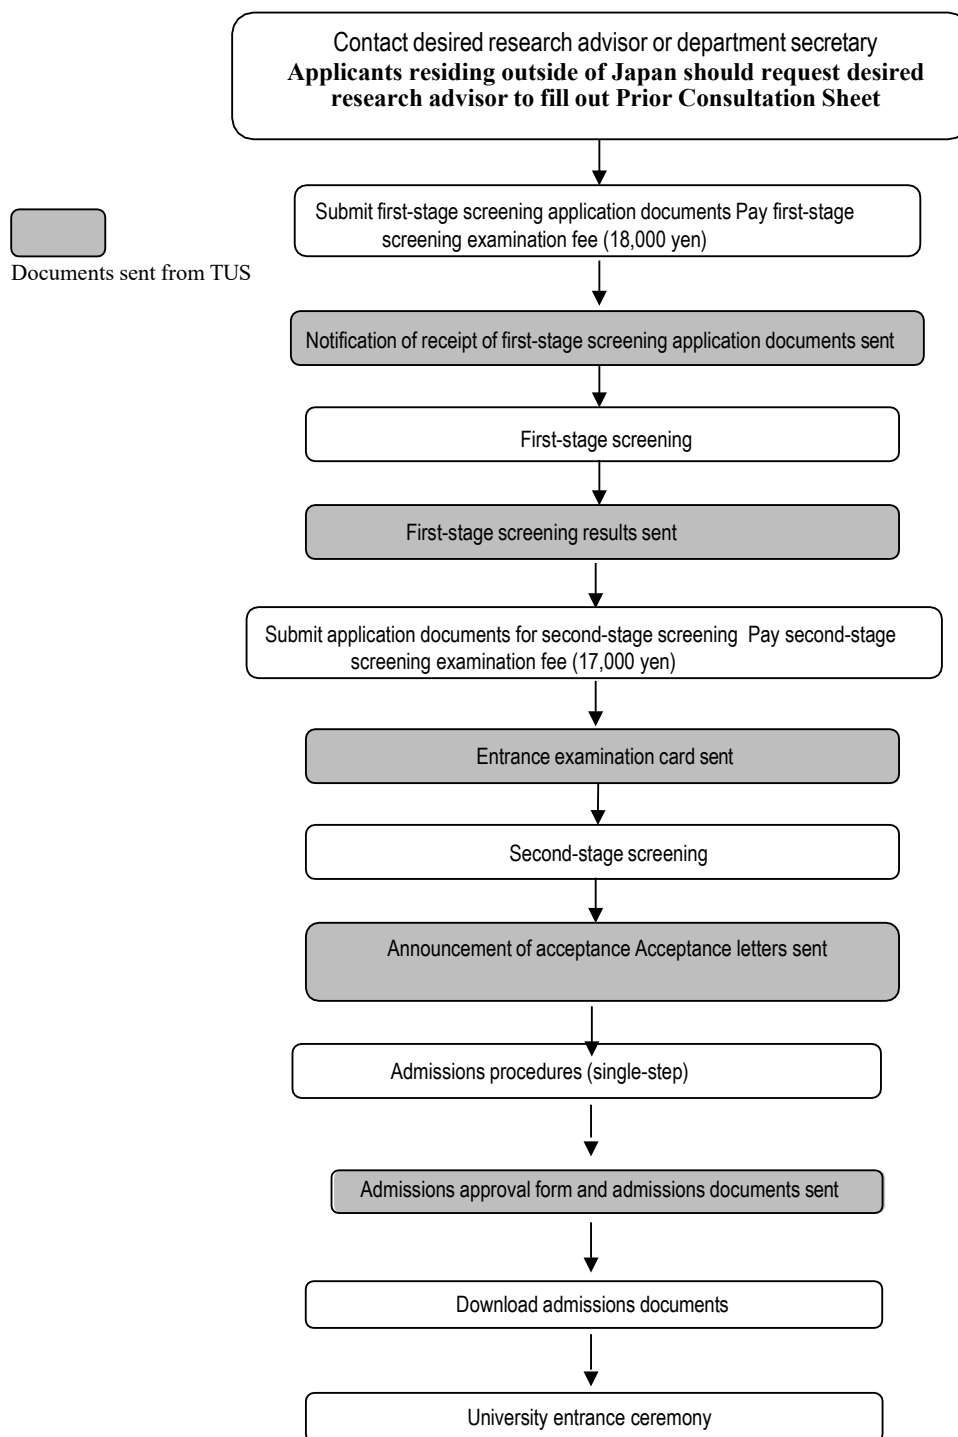 Contact desired research advisor or department secretary
Applicants residing outside of Japan should request desired
research advisor to fill out Prior Consultation Sheet
Submit first-stage screening application documents Pay first-stage
screening examination fee (18,000 yen)
Documents sent from TUS
Notification of receipt of first-stage screening application documents sent
First-stage screening
First-stage screening results sent
Submit application documents for second-stage screening Pay second-stage
screening examination fee (17,000 yen)
Entrance examination card sent
Second-stage screening
Announcement of acceptance Acceptance letters sent
Admissions procedures (single-step)
Admissions approval form and admissions documents sent
Download admissions documents
University entrance ceremony